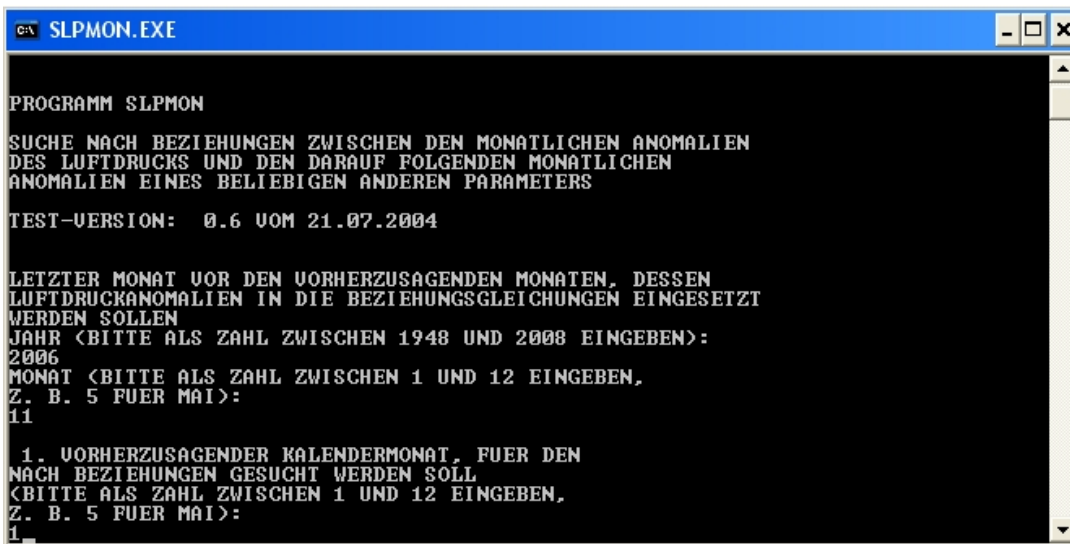 SLPMON.EXE
PROGRAMM SLPMON
SUCHE NACH BEZIEHUNGEN ZWISCHEN DEN MONATLICHEN ANOMALIEN
DES LUFTDRUCKS UND DEN DARAUF FOLGENDEN MONATLICHEN
ANOMALIEN EINES BELIEBIGEN ANDEREN PARAMETERS
TEST-VERSION:  0.6 VOM 21.07.2004
LETZTER MONAT VOR DEN VORHERZUSAGENDEN MONATEN, DESSEN
LUFTDRUCKANOMALIEN IN DIE BEZIEHUNGSGLEICHUNGEN EINGESETZT
WERDEN SOLLEN
JAHR (BITTE ALS ZAHL ZWISCHEN 1948 UND 2008 EINGEBEN):
2006
MONAT (BITTE ALS ZAHL ZWISCHEN 1 UND 12 EINGEBEN,
Z. B. 5 FUER MAI):
11
1. VORHERZUSAGENDER KALENDERMONAT, FUER DEN
NACH BEZIEHUNGEN GESUCHT WERDEN SOLL
(BITTE ALS ZAHL ZWISCHEN 1 UND 12 EINGEBEN,
Z. B. 5 FUER MAI):
1_